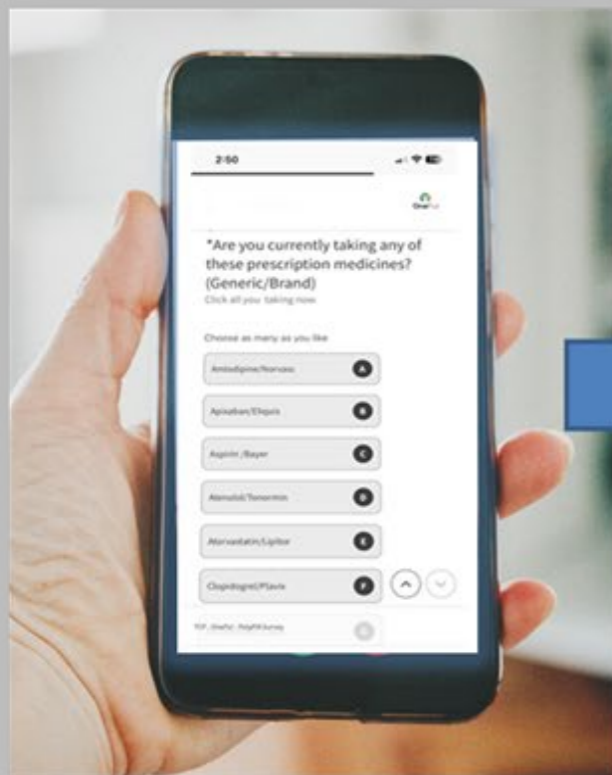 2:50
*Are you currently taking any of
these prescription medicines?
(Generic/Brand)
Click all you taking now
Choose as many as you like
Amlodipine/Norvasc A
Apixaban/Eliquis B
Aspirin /Bayer C
Atenolol/Tenormin D
Atorvastatin/Lipitor E
Clopidogrel/Plavix F